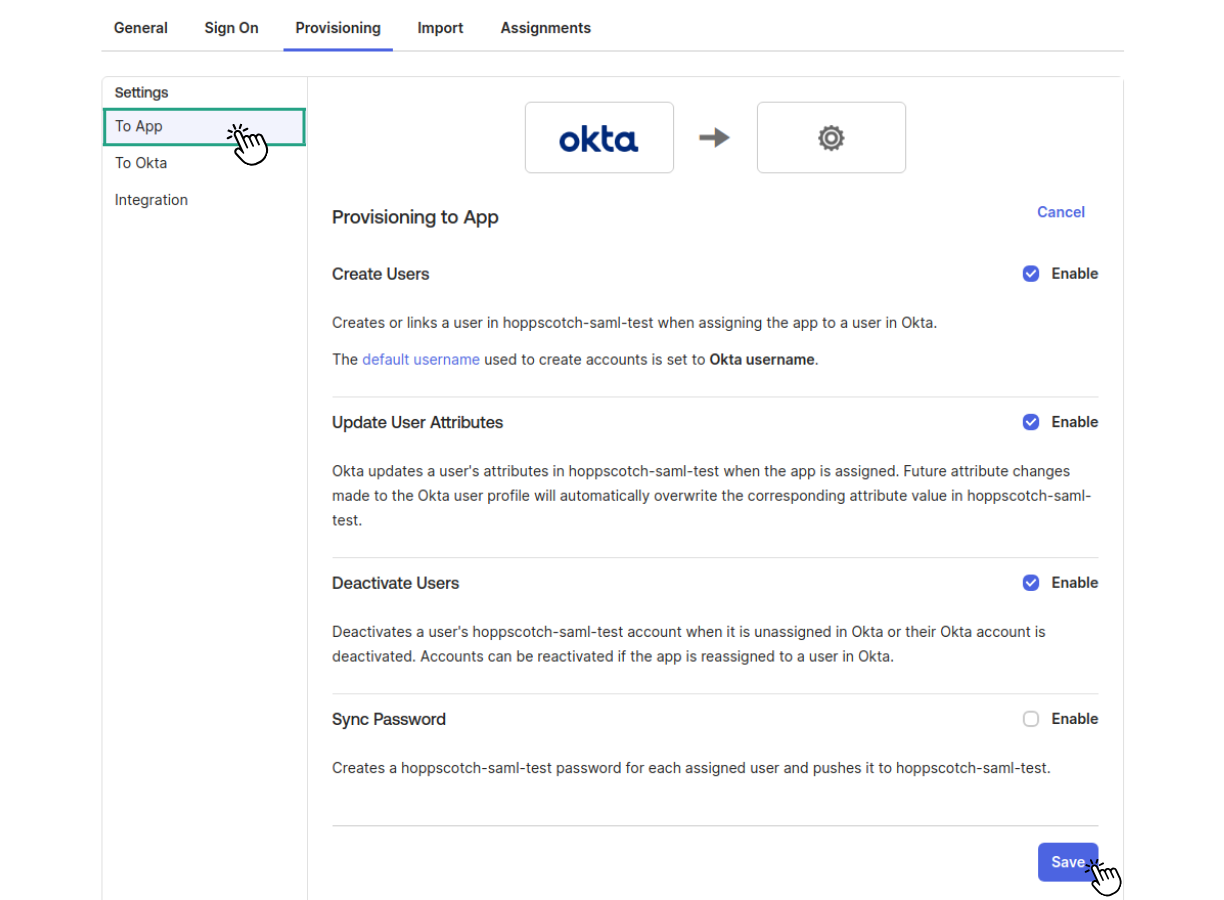 General Sign On Provisioning Import Assignments
Settings
To App
To Okta
Integration
okta
Provisioning to App
Cancel
Create Users
Enable
Creates or links a user in hoppscotch-saml-test when assigning the app to a user in Okta.
The default username used to create accounts is set to Okta username.
Update User Attributes
Enable
Okta updates a user's attributes in hoppscotch-saml-test when the app is assigned. Future attribute changes
made to the Okta user profile will automatically overwrite the corresponding attribute value in hoppscotch-saml-
test.
Deactivate Users
Enable
Deactivates a user's hoppscotch-saml-test account when it is unassigned in Okta or their Okta account is
deactivated. Accounts can be reactivated if the app is reassigned to a user in Okta.
Sync Password
Enable
Creates a hoppscotch-saml-test password for each assigned user and pushes it to hoppscotch-saml-test.
Save